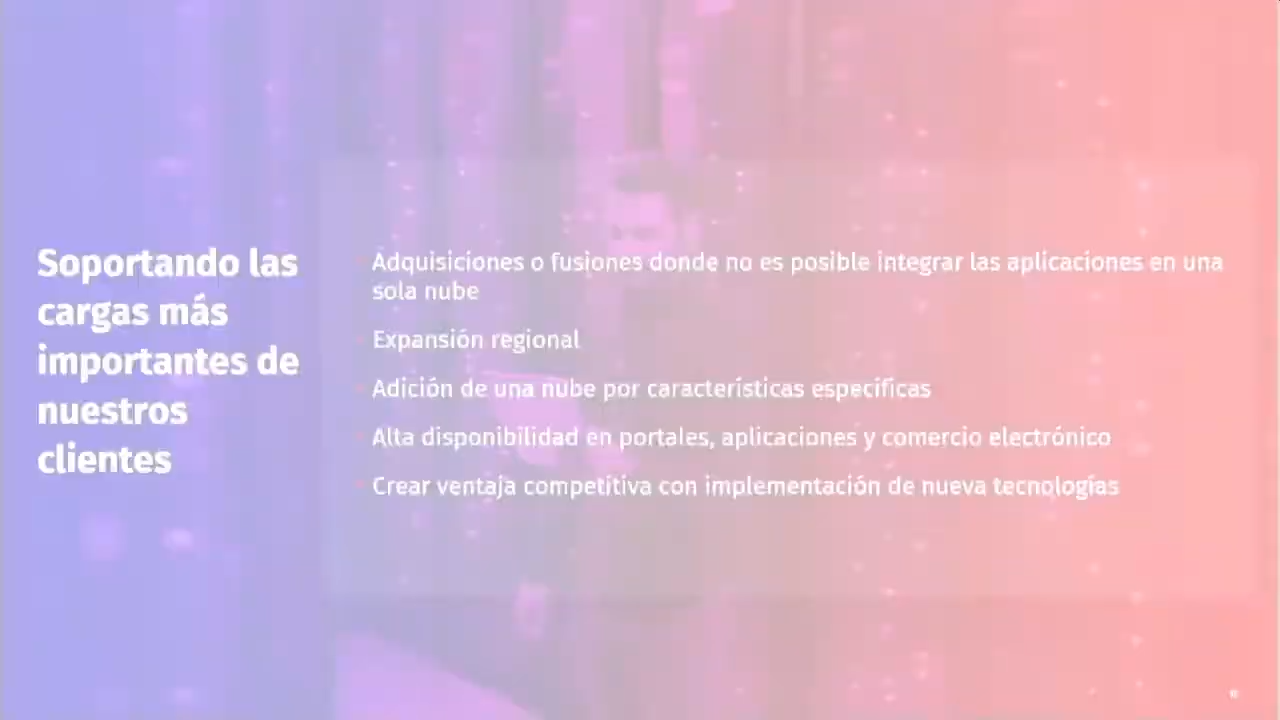 Soportando las
cargas más
importantes de
nuestros
clientes
Adquisiciones o fusiones donde no es posible integrar las aplicaciones en una
sola nube
Expansión regional
Adición de una nube por características específicas
Alta disponibilidad en portales, aplicaciones y comercio electrónico
Crear ventaja competitiva con implementación de nueva tecnologías